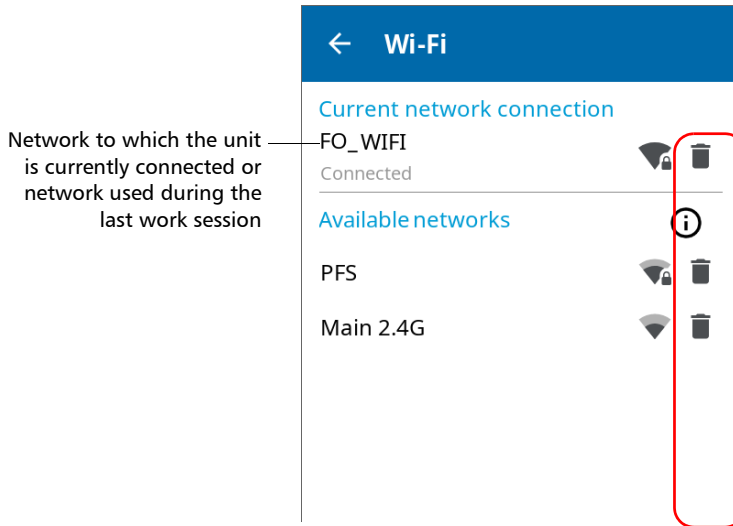 Wi-Fi
Current network connection
Network to which the unit
is currently connected or
network used during the
last work session
FO_WIFI
Connected
Available networks
PFS
Main 2.4G